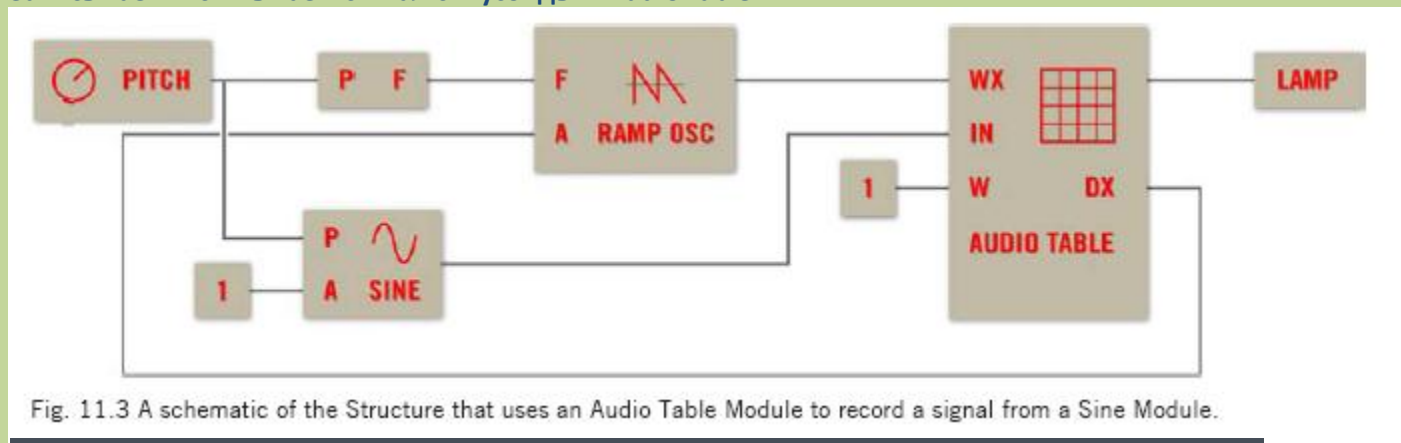 PITCH
P F
F
A RAMP OSC
WX
IN
W DX
AUDIO TABLE
LAMP
1
P
A SINE
1
Fig. 11.3 A schematic of the Structure that uses an Audio Table Module to record a signal from a Sine Module.